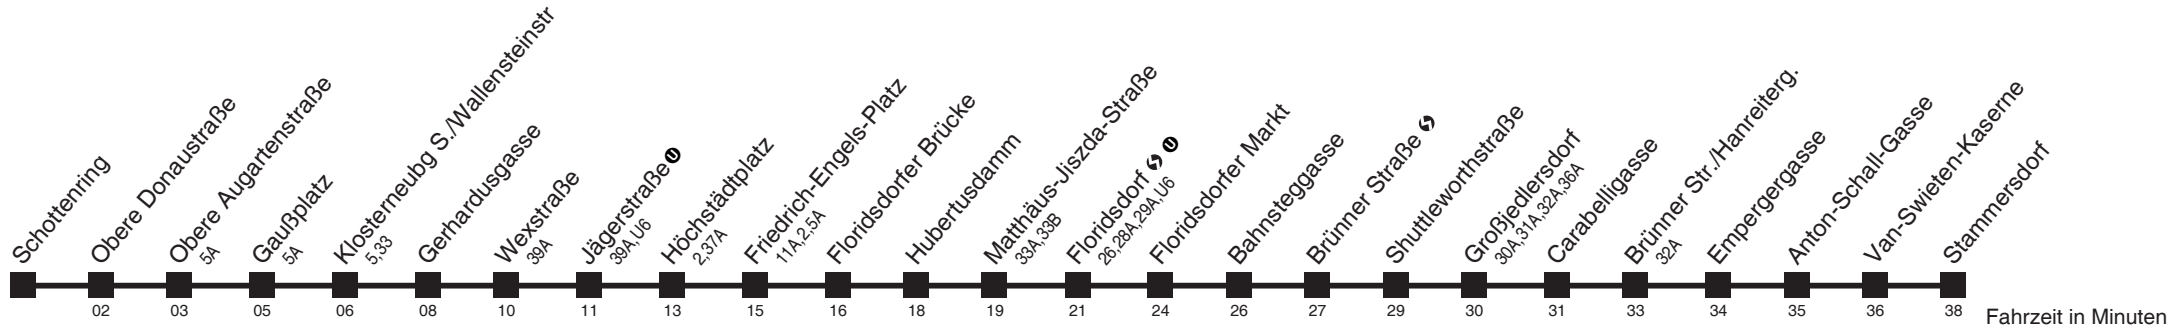 Schottenring
Obere Donaustraße
Obere Augartenstraße
5A
Gaußplatz
5A
Klosterneubg S./Wallensteinstr
5,33
Gerhardusgasse
Wexstraße
39A
Jägerstraße U
39A,U6
Höchstädtplatz
2,37A
Friedrich-Engels-Platz
11A,2,5A
Floridsdorfer Brücke
Hubertusdamm
Matthäus-Jiszda-Straße
33A,33B
Floridsdorf S U
26,28A,29A,U6
Floridsdorfer Markt
Bahnsteggasse
Brünner Straße S
Shuttleworthstraße
Großjedlersdorf
30A,31A,32A,36A
Carabelligasse
Brünner Str./Hanreiterg.
32A
Empergergasse
Anton-Schall-Gasse
Van-Swieten-Kaserne
Stammersdorf
02 03 05 06 08 10 11 13 15 16 18 19 21 24 26 27 29 30 31 33 34 35 36 38 Fahrzeit in Minuten